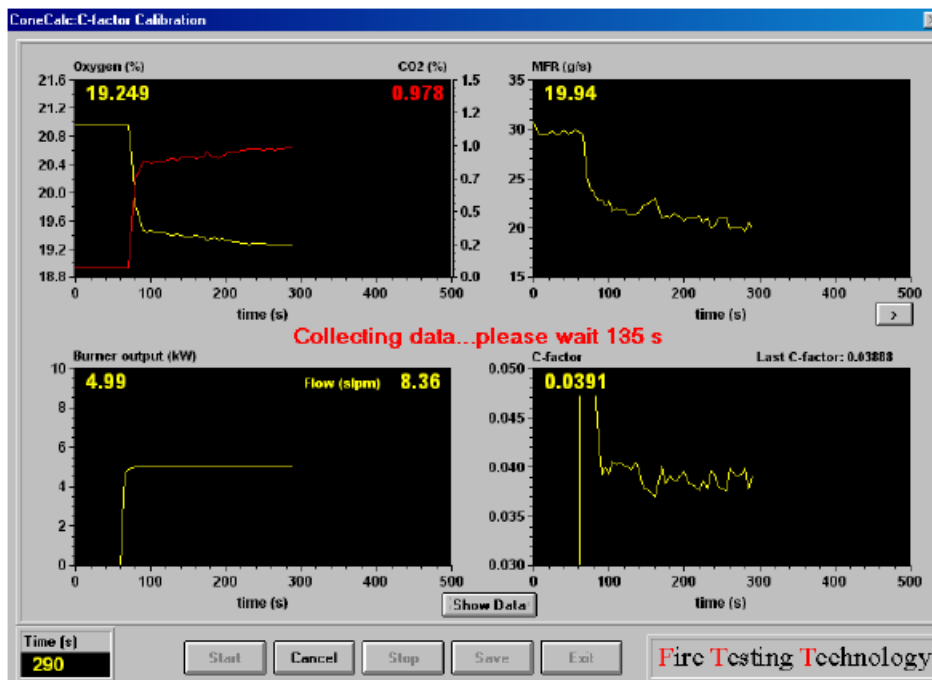 ConeCalc:C-factor Calibration
Oxygen (%)
CO2 (%)
19.249
0.978
21.6
21.2
20.8
20.4
20.0
19.6
19.2
18.8
1.5
1.2
1.0
0.7
0.5
0.2
0.0
0 100 200 300 400 500
time (s)
MFR (g/s)
19.94
35
30
25
20
15
0 100 200 300 400 500
time (s)
>
Collecting data...please wait 135 s
Burner output (kW)
4.99
Flow (slpm) 8.36
10
8
6
4
2
0
0 100 200 300 400 500
time (s)
C-factor
Last C-factor: 0.03888
0.0391
0.050
0.045
0.040
0.035
0.030
0 100 200 300 400 500
time (s)
Show Data
Time (s)
290
Start
Cancel
Stop
Save
Exit
Fire Testing Technology